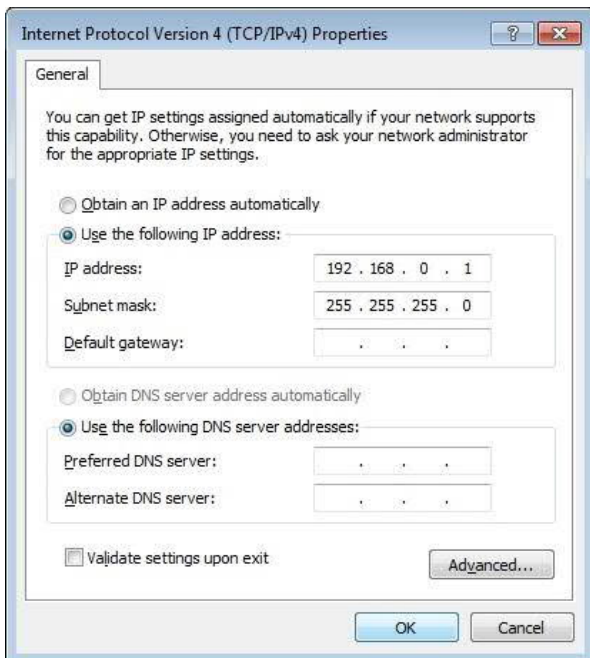 Internet Protocol Version 4 (TCP/IPv4) Properties
General
You can get IP settings assigned automatically if your network supports
this capability. Otherwise, you need to ask your network administrator
for the appropriate IP settings.
Obtain an IP address automatically
Use the following IP address:
IP address: 192 . 168 . 0 . 1
Subnet mask: 255 . 255 . 255 . 0
Default gateway: . . .
Obtain DNS server address automatically
Use the following DNS server addresses:
Preferred DNS server: . . .
Alternate DNS server: . . .
Validate settings upon exit
Advanced...
OK Cancel